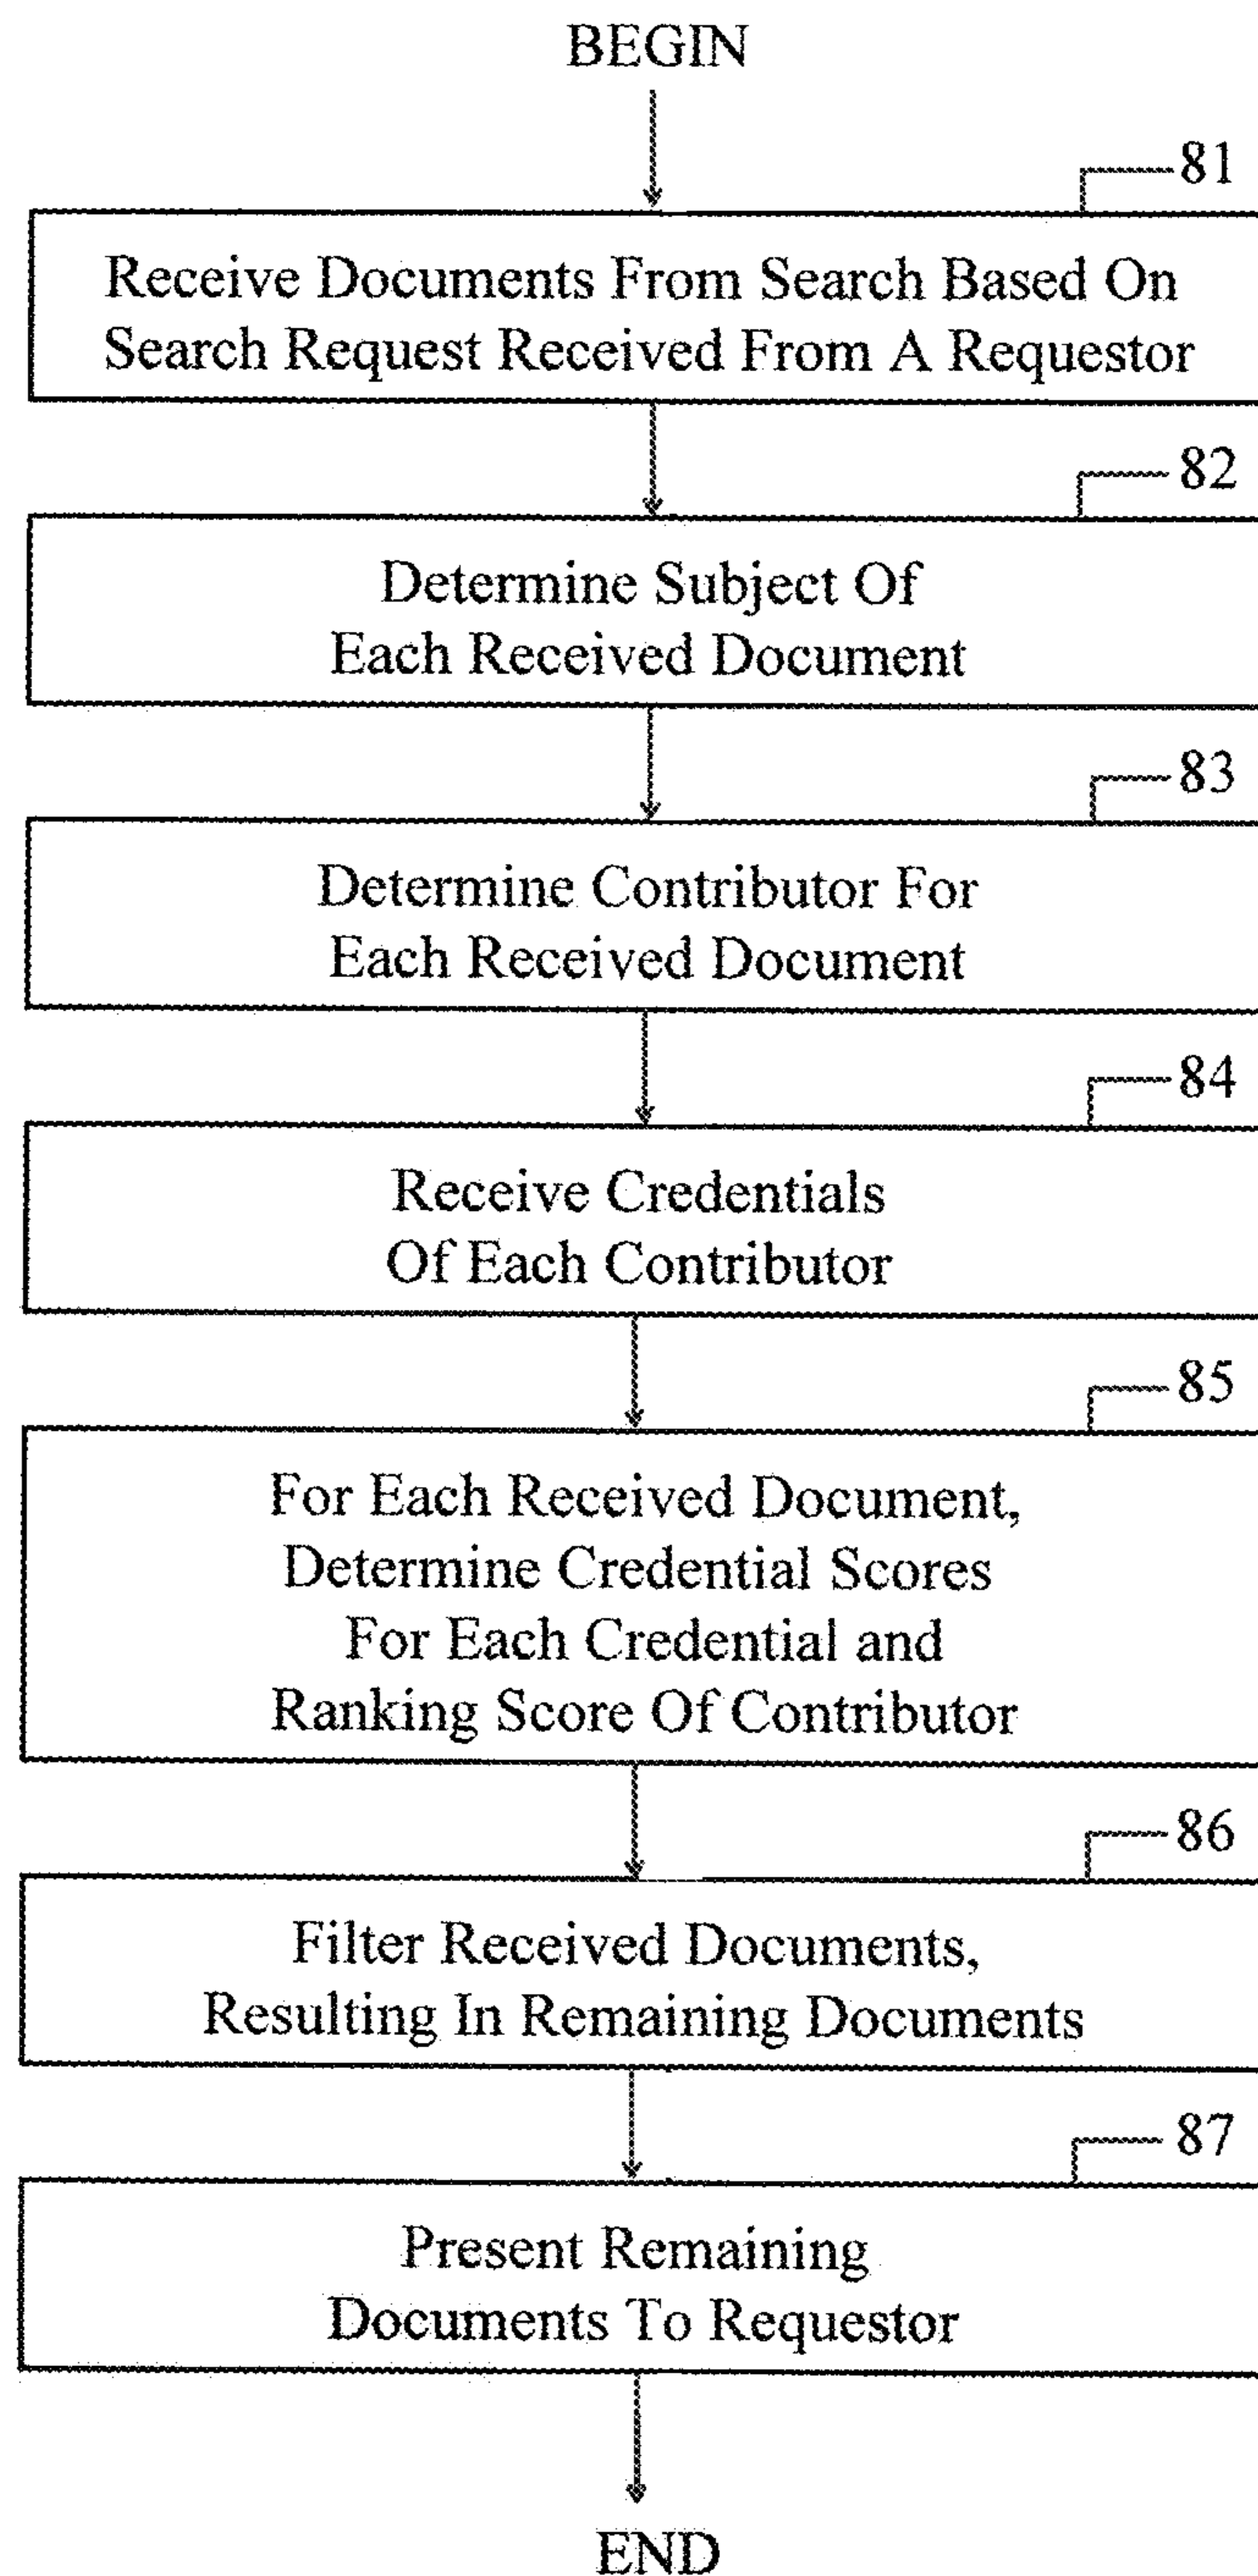 BEGIN
81
Receive Documents From Search Based On
Search Request Received From A Requestor
82
Determine Subject Of
Each Received Document
83
Determine Contributor For
Each Received Document
84
Receive Credentials
Of Each Contributor
85
For Each Received Document,
Determine Credential Scores
For Each Credential and
Ranking Score Of Contributor
86
Filter Received Documents,
Resulting In Remaining Documents
87
Present Remaining
Documents To Requestor
END